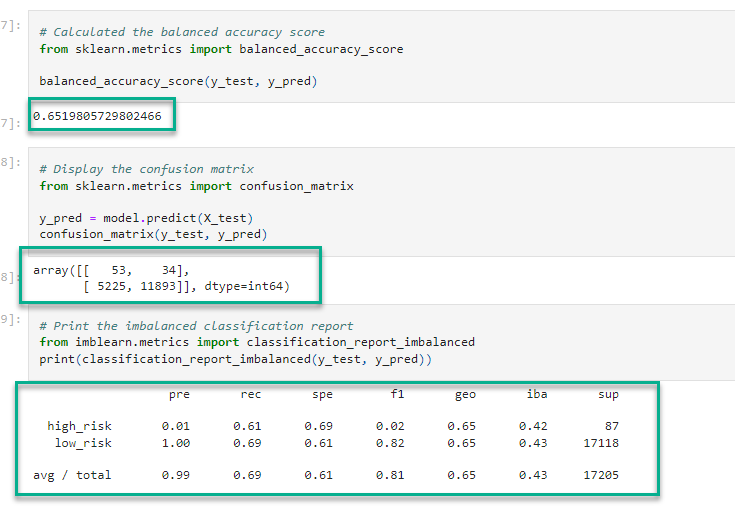 7]:
# Calculated the balanced accuracy score
from sklearn.metrics import balanced_accuracy_score
balanced_accuracy_score(y_test, y_pred)
7]:
0.6519805729802466
8]:
# Display the confusion matrix
from sklearn.metrics import confusion_matrix
y_pred = model.predict(X_test)
confusion_matrix(y_test, y_pred)
8]:
array([[   53,    34],
       [ 5225, 11893]], dtype=int64)
9]:
# Print the imbalanced classification report
from imblearn.metrics import classification_report_imbalanced
print(classification_report_imbalanced(y_test, y_pred))
pre rec spe f1 geo iba sup
high_risk 0.01 0.61 0.69 0.02 0.65 0.42 87
low_risk 1.00 0.69 0.61 0.82 0.65 0.43 17118
avg / total 0.99 0.69 0.61 0.81 0.65 0.43 17205